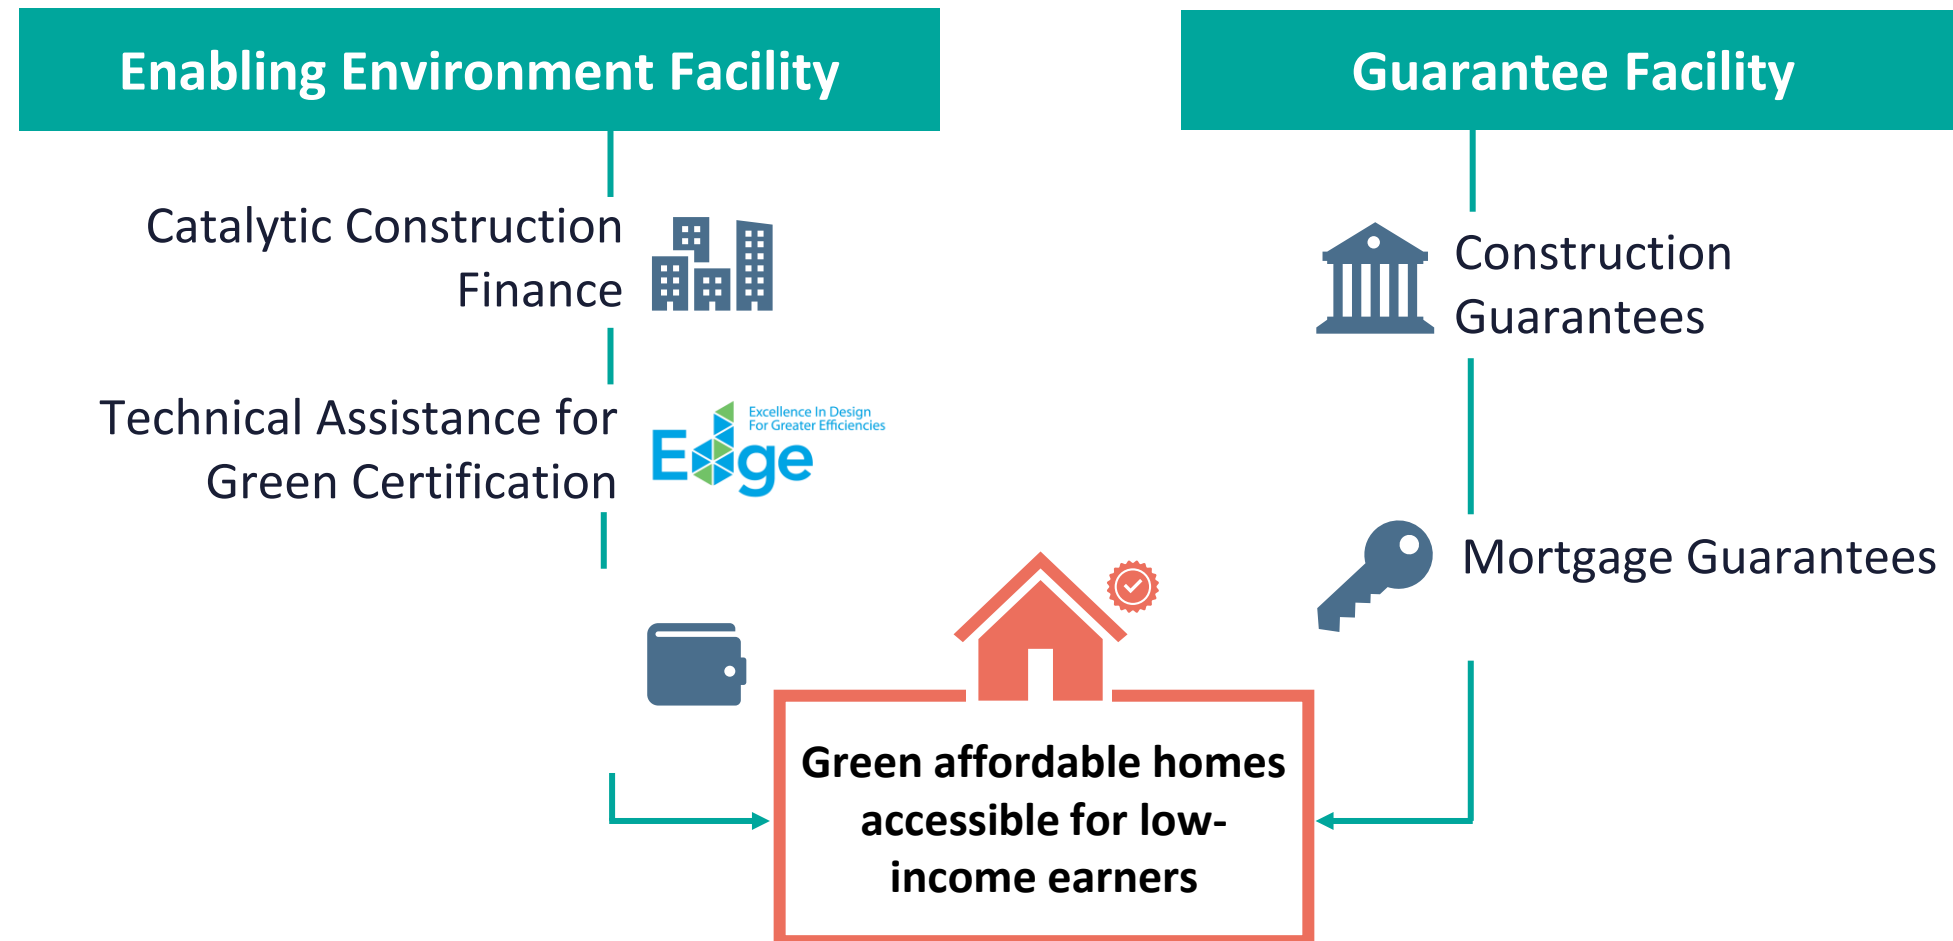 Enabling Environment Facility
Catalytic Construction
Finance
Technical Assistance for
Green Certification
Edge
Excellence In Design
For Greater Efficiencies
Guarantee Facility
Construction
Guarantees
Mortgage Guarantees
Green affordable homes
accessible for low-
income earners